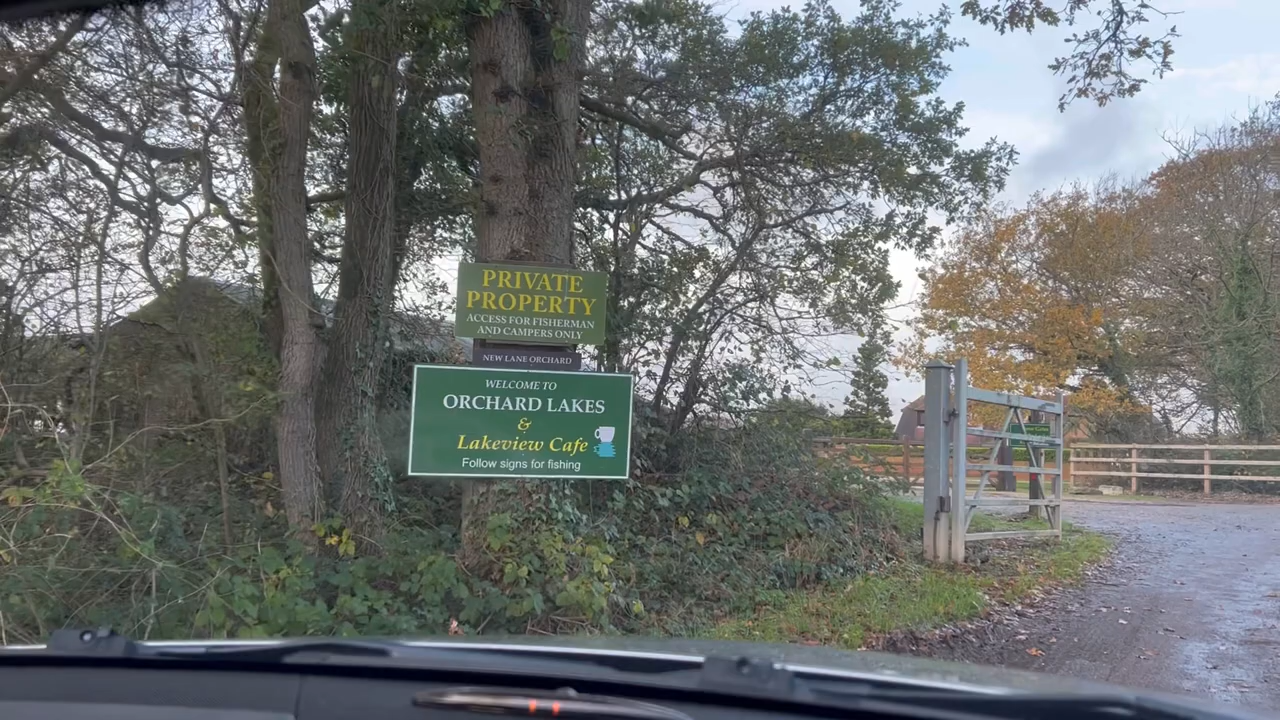 PRIVATE
PROPERTY
ACCESS FOR FISHERMAN
AND CAMPERS ONLY
NEW LANE ORCHARD
WELCOME TO
ORCHARD LAKES
&
Lakeview Cafe
Follow signs for fishing